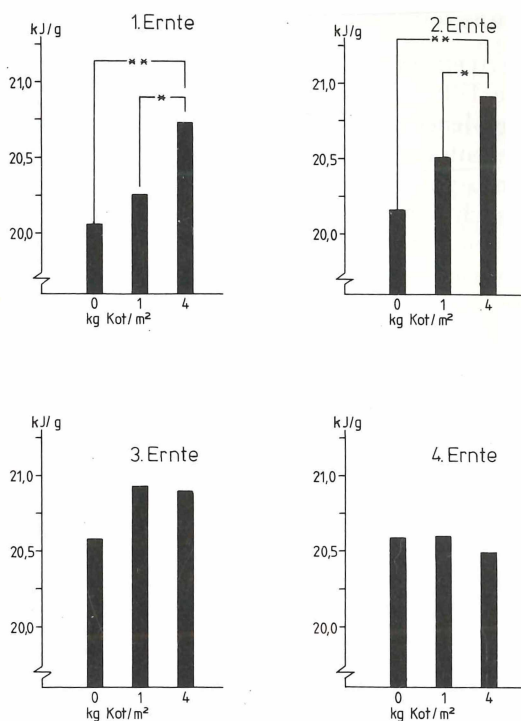 1. Ernte
kJ/g
**
21,0
*
20,5
20,0
0 1 4
kg Kot/m²
2. Ernte
kJ/g
**
21,0
*
20,5
20,0
0 1 4
kg Kot/m²
3. Ernte
kJ/g
21,0
20,5
20,0
0 1 4
kg Kot/m²
4. Ernte
kJ/g
21,0
20,5
20,0
0 1 4
kg Kot/m²